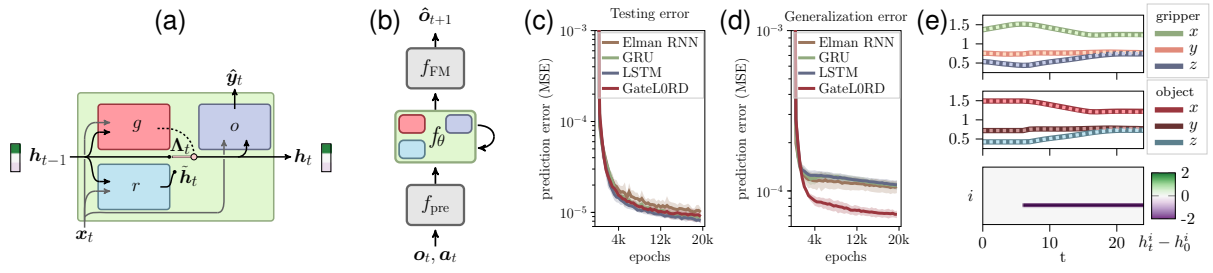 (a)
ŷ_t
g
o
h_{t−1}
Λ_t
h_t
r
h̃_t
x_t
(b)
ô_{t+1}
f_FM
f_θ
f_pre
o_t, a_t
(c)
Testing error
10^{−3}
10^{−4}
10^{−5}
prediction error (MSE)
Elman RNN
GRU
LSTM
GateL0RD
4k 12k 20k
epochs
(d)
Generalization error
10^{−3}
10^{−4}
prediction error (MSE)
Elman RNN
GRU
LSTM
GateL0RD
4k 12k 20k
epochs
(e)
1.5
1
0.5
gripper
x
y
z
1.5
1
0.5
object
x
y
z
i
2
0
-2
0 10 20
t
h_t^i − h_0^i